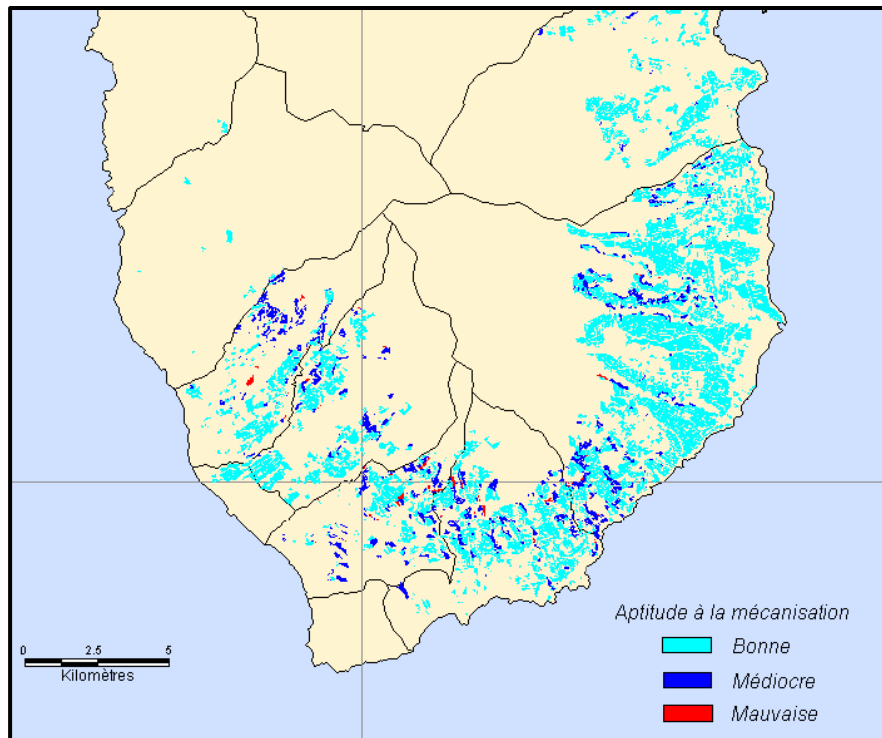 Aptitude à la mécanisation
Bonne
Médiocre
Mauvaise
0 2.5 5
Kilomètres